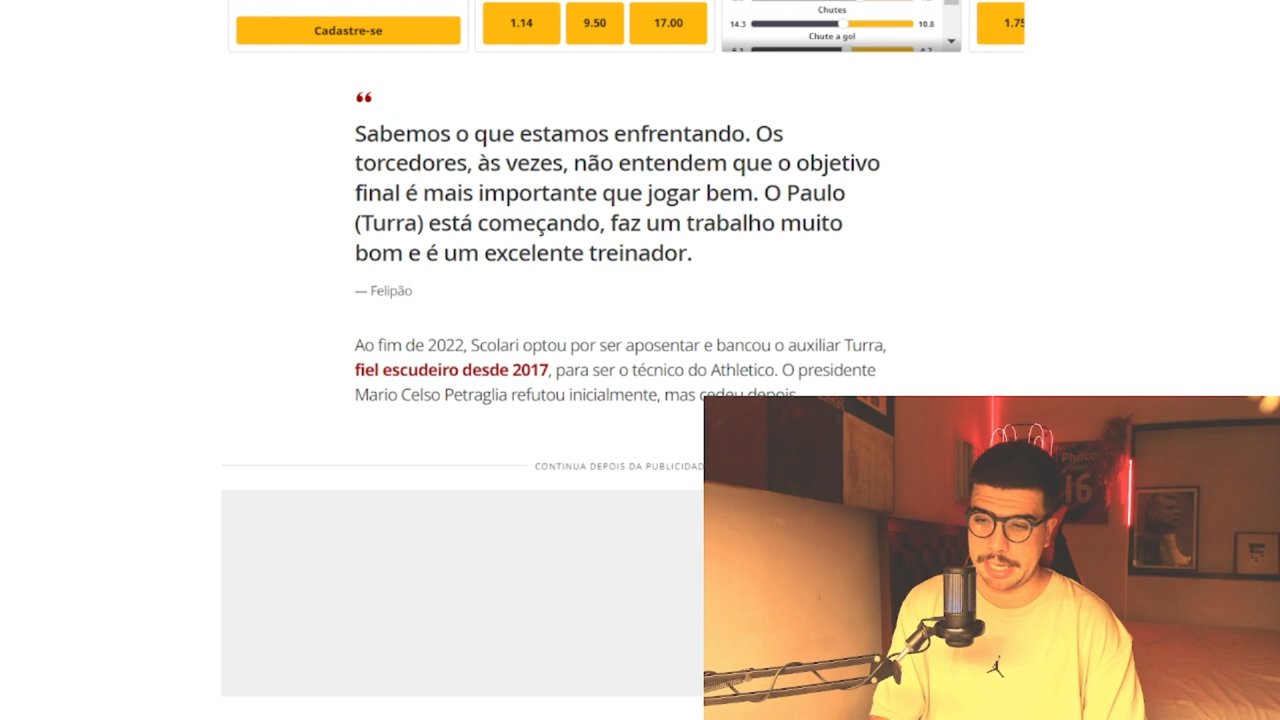 Cadastre-se
1.14 9.50 17.00
Chutes
14.3 10.8
Chute a gol
1.75
“
Sabemos o que estamos enfrentando. Os
torcedores, às vezes, não entendem que o objetivo
final é mais importante que jogar bem. O Paulo
(Turra) está começando, faz um trabalho muito
bom e é um excelente treinador.
— Felipão
Ao fim de 2022, Scolari optou por ser aposentar e bancou o auxiliar Turra,
fiel escudeiro desde 2017, para ser o técnico do Athletico. O presidente
Mario Celso Petraglia refutou inicialmente, mas cedeu depois.
CONTINUA DEPOIS DA PUBLICIDAD
Philco
16